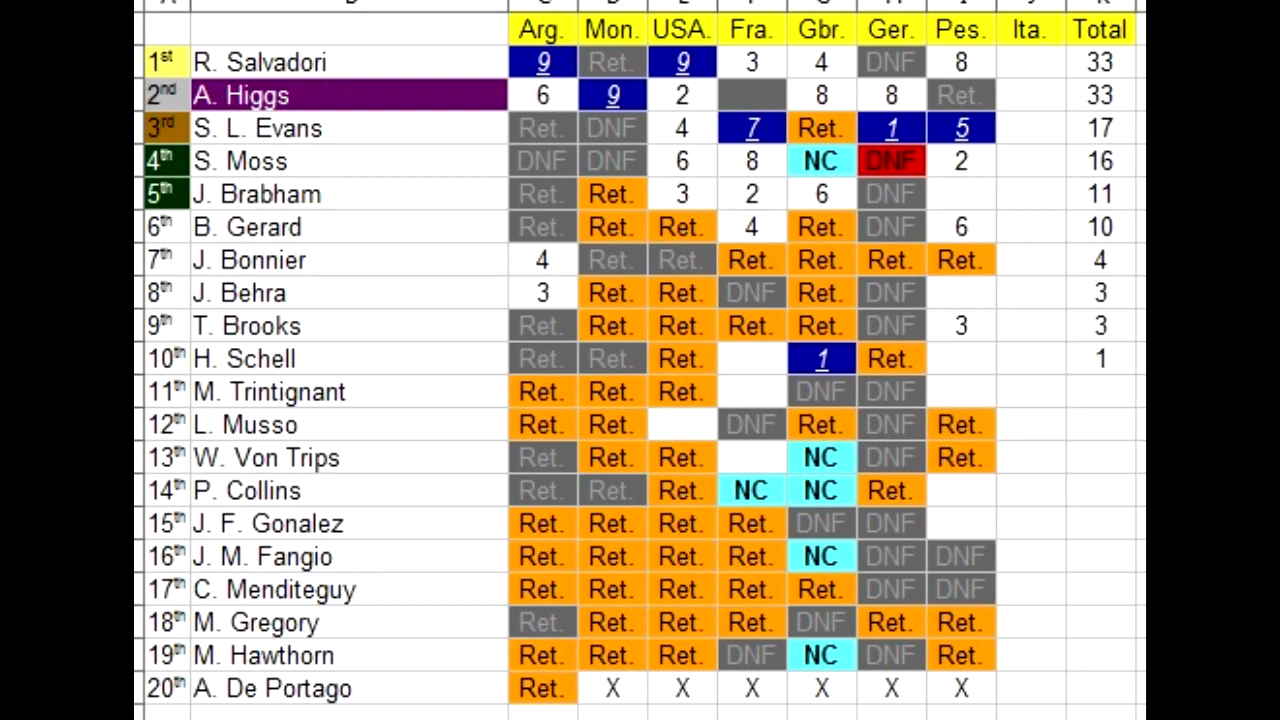 Arg. Mon. USA. Fra. Gbr. Ger. Pes. Ita. Total
1st R. Salvadori 9 Ret. 9 3 4 DNF 8 33
2nd A. Higgs 6 9 2 8 8 Ret. 33
3rd S. L. Evans Ret. DNF 4 7 Ret. 1 5 17
4th S. Moss DNF DNF 6 8 NC DNF 2 16
5th J. Brabham Ret. Ret. 3 2 6 DNF 11
6th B. Gerard Ret. Ret. Ret. 4 Ret. DNF 6 10
7th J. Bonnier 4 Ret. Ret. Ret. Ret. Ret. Ret. 4
8th J. Behra 3 Ret. Ret. DNF Ret. DNF 3
9th T. Brooks Ret. Ret. Ret. Ret. Ret. DNF 3 3
10th H. Schell Ret. Ret. Ret. 1 Ret. 1
11th M. Trintignant Ret. Ret. Ret. DNF DNF
12th L. Musso Ret. Ret. DNF Ret. DNF Ret.
13th W. Von Trips Ret. Ret. Ret. NC DNF Ret.
14th P. Collins Ret. Ret. Ret. NC NC Ret.
15th J. F. Gonalez Ret. Ret. Ret. Ret. DNF DNF
16th J. M. Fangio Ret. Ret. Ret. Ret. NC DNF DNF
17th C. Menditeguy Ret. Ret. Ret. Ret. Ret. DNF DNF
18th M. Gregory Ret. Ret. Ret. Ret. DNF Ret. Ret.
19th M. Hawthorn Ret. Ret. Ret. DNF NC DNF Ret.
20th A. De Portago Ret. X X X X X X